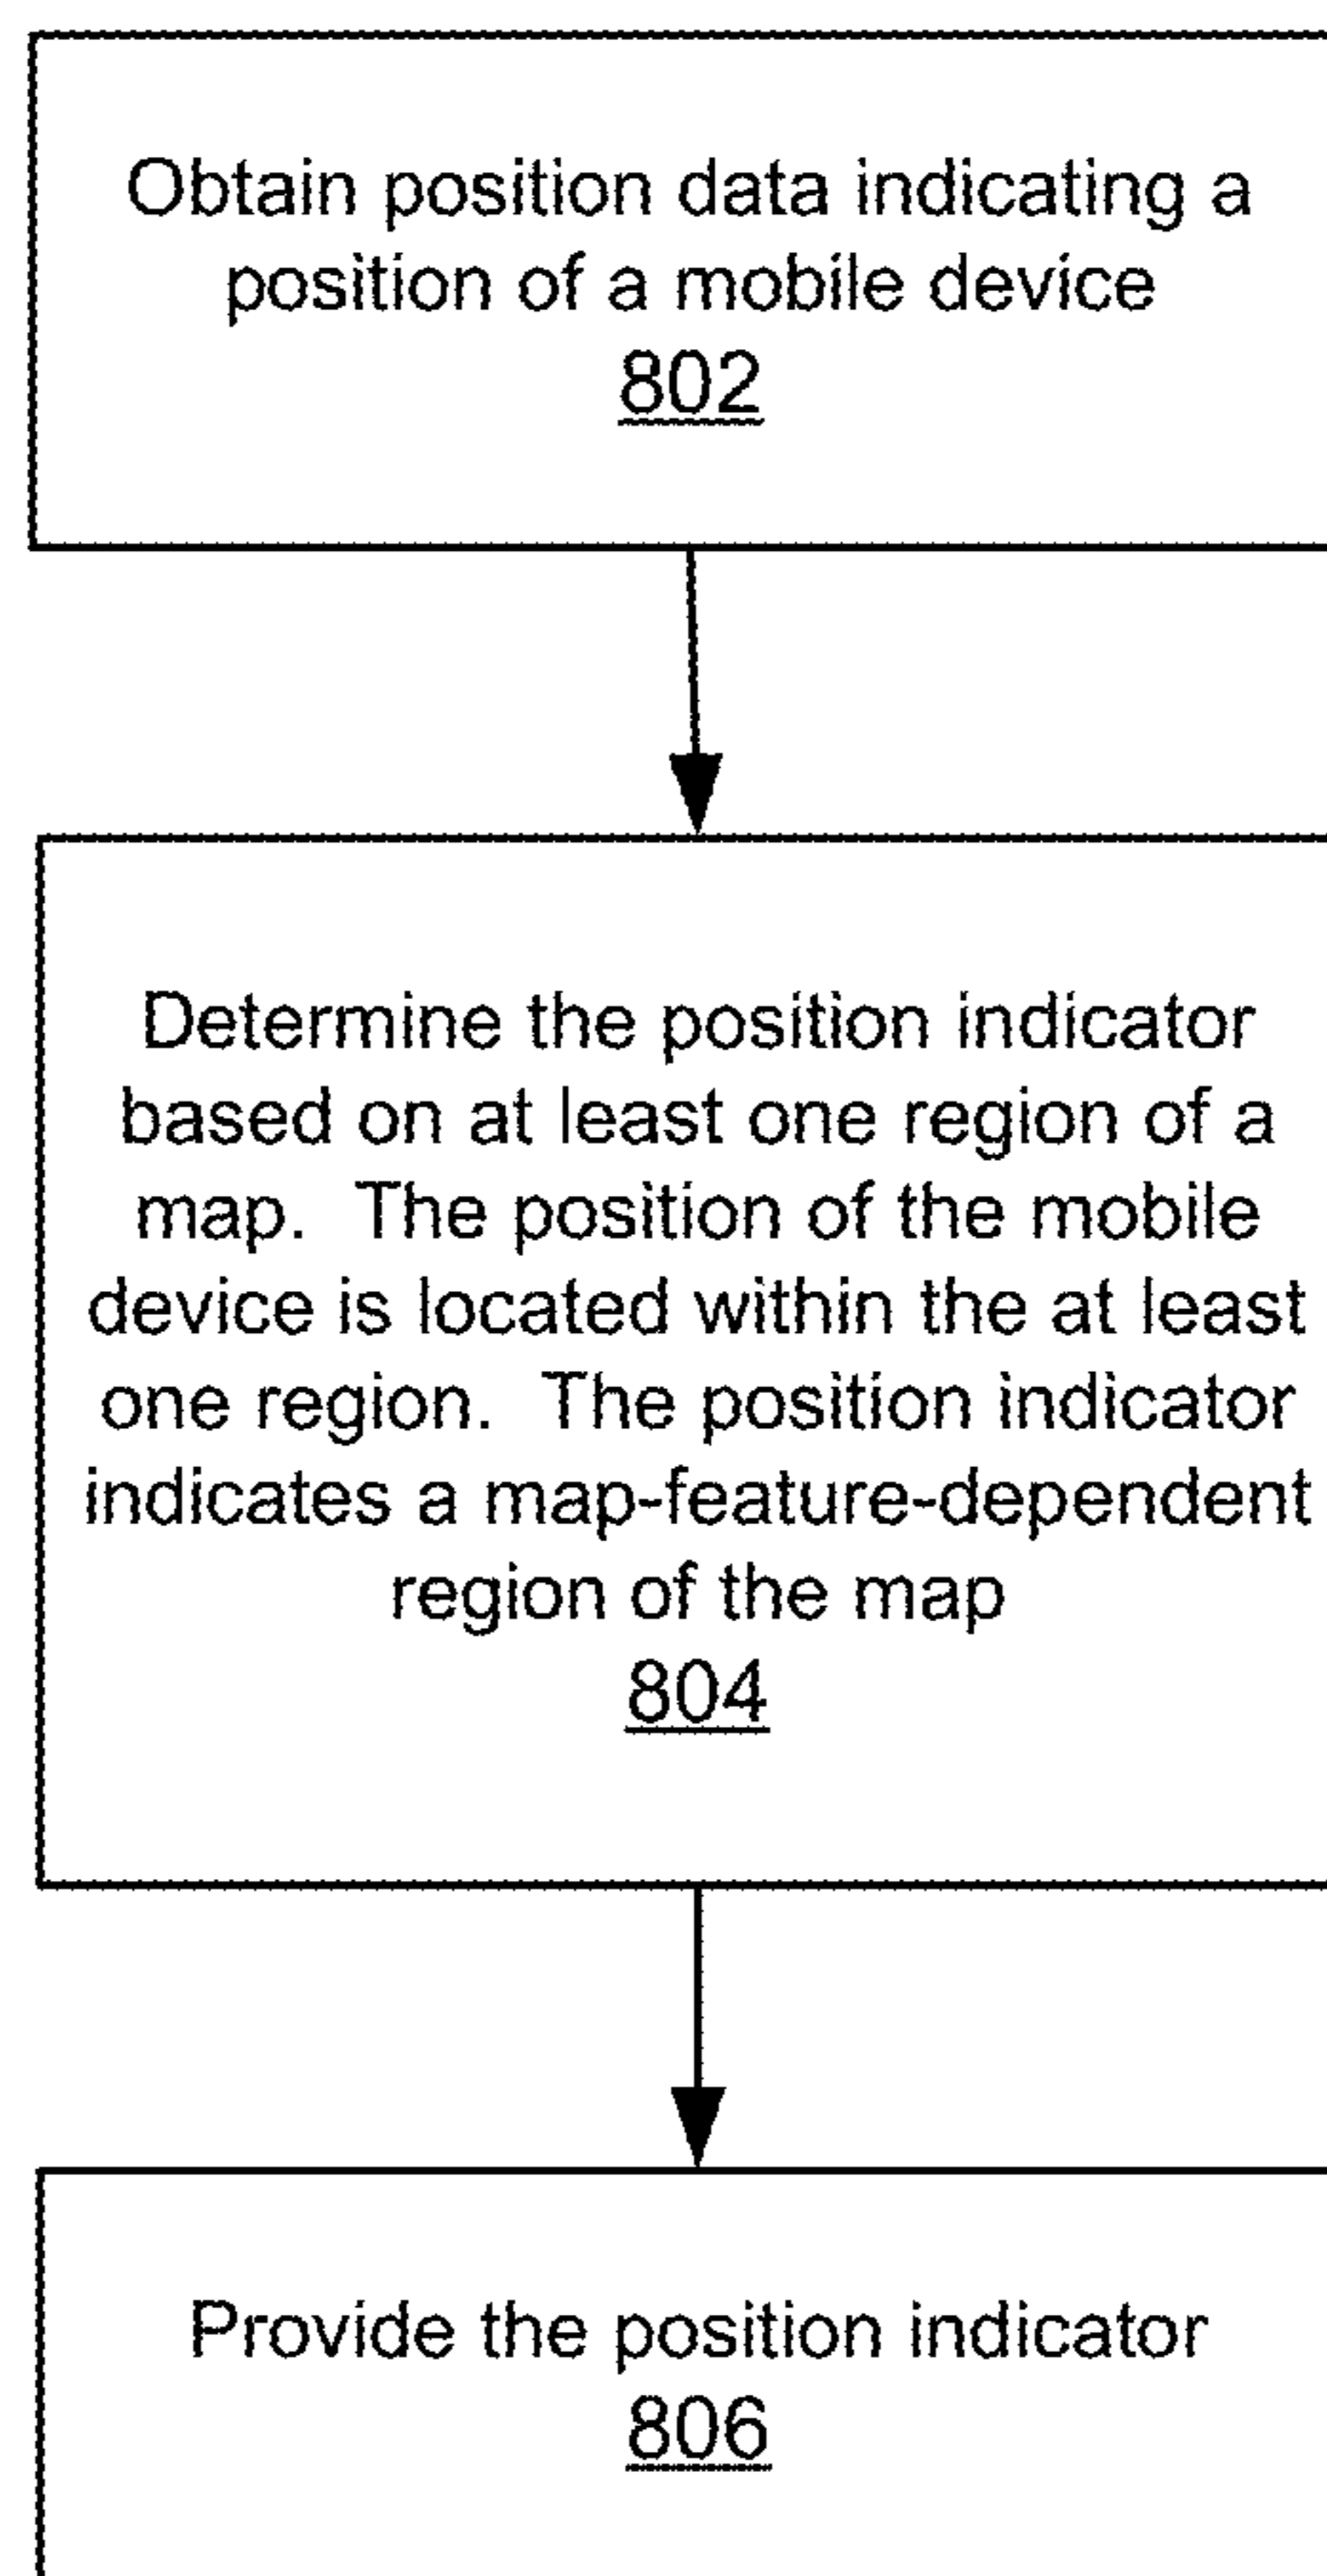 Obtain position data indicating a
position of a mobile device
802
Determine the position indicator
based on at least one region of a
map.  The position of the mobile
device is located within the at least
one region.  The position indicator
indicates a map-feature-dependent
region of the map
804
Provide the position indicator
806